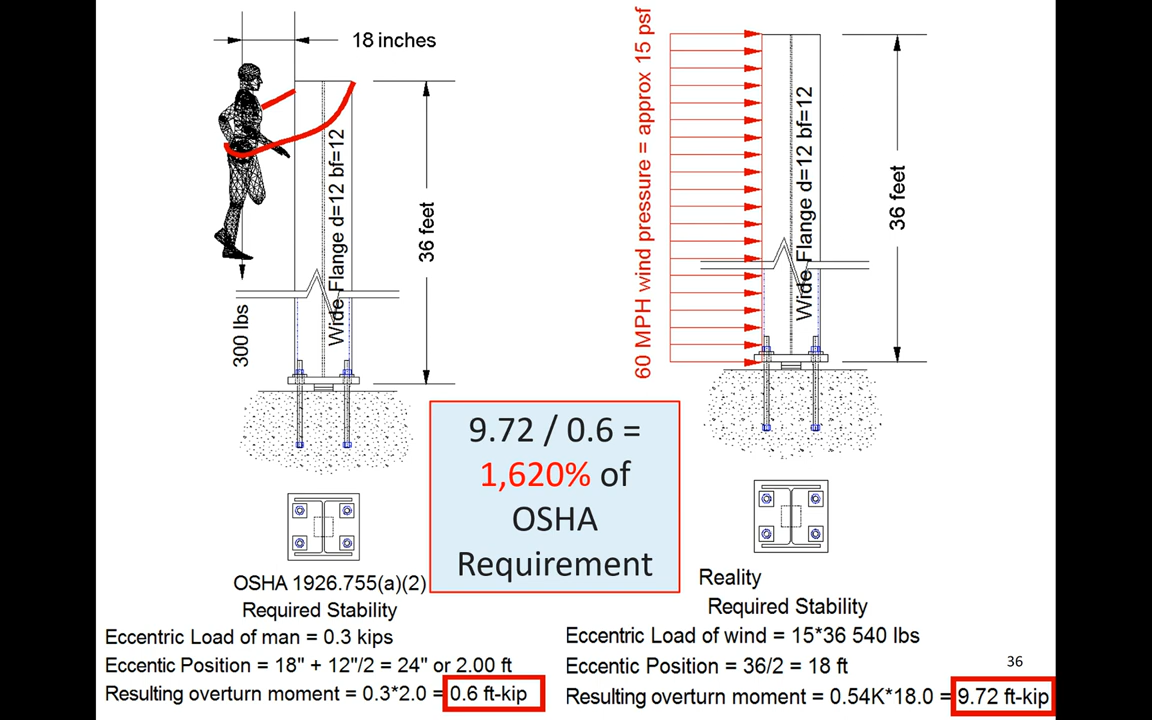 18 inches
Wide Flange d=12 bf=12
36 feet
300 lbs
60 MPH wind pressure = approx 15 psf
Wide Flange d=12 bf=12
36 feet
9.72 / 0.6 =
1,620% of
OSHA
Requirement
OSHA 1926.755(a)(2)
Required Stability
Eccentric Load of man = 0.3 kips
Eccentic Position = 18" + 12"/2 = 24" or 2.00 ft
Resulting overturn moment = 0.3*2.0 = 0.6 ft-kip
Reality
Required Stability
Eccentric Load of wind = 15*36 540 lbs
Eccentic Position = 36/2 = 18 ft
Resulting overturn moment = 0.54K*18.0 = 9.72 ft-kip
36